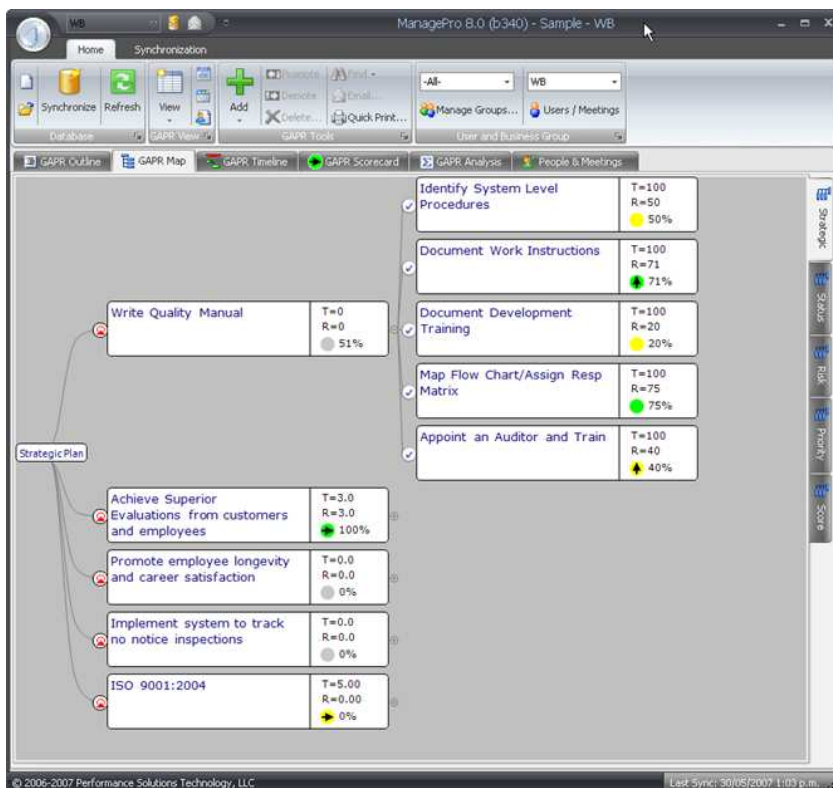 WB
ManagePro 8.0 (b340) - Sample - WB
Home Synchronization
Synchronize Refresh View Add
Promote Find
Demote Email...
Delete... Quick Print...
-All- WB
Manage Groups... Users / Meetings
Database GAPR View GAPR Tools User and Business Group
GAPR Outline GAPR Map GAPR Timeline GAPR Scorecard GAPR Analysis People & Meetings
Identify System Level
Procedures
T=100
R=50
50%
Document Work Instructions
T=100
R=71
71%
Write Quality Manual
T=0
R=0
51%
Document Development
Training
T=100
R=20
20%
Map Flow Chart/Assign Resp
Matrix
T=100
R=75
75%
Appoint an Auditor and Train
T=100
R=40
40%
Strategic Plan
Achieve Superior
Evaluations from customers
and employees
T=3.0
R=3.0
100%
Promote employee longevity
and career satisfaction
T=0.0
R=0.0
0%
Implement system to track
no notice inspections
T=0.0
R=0.0
0%
ISO 9001:2004
T=5.00
R=0.00
0%
Strategic
Status
Risk
Priority
Score
© 2006-2007 Performance Solutions Technology, LLC
Last Sync: 30/05/2007 1:03 p.m.